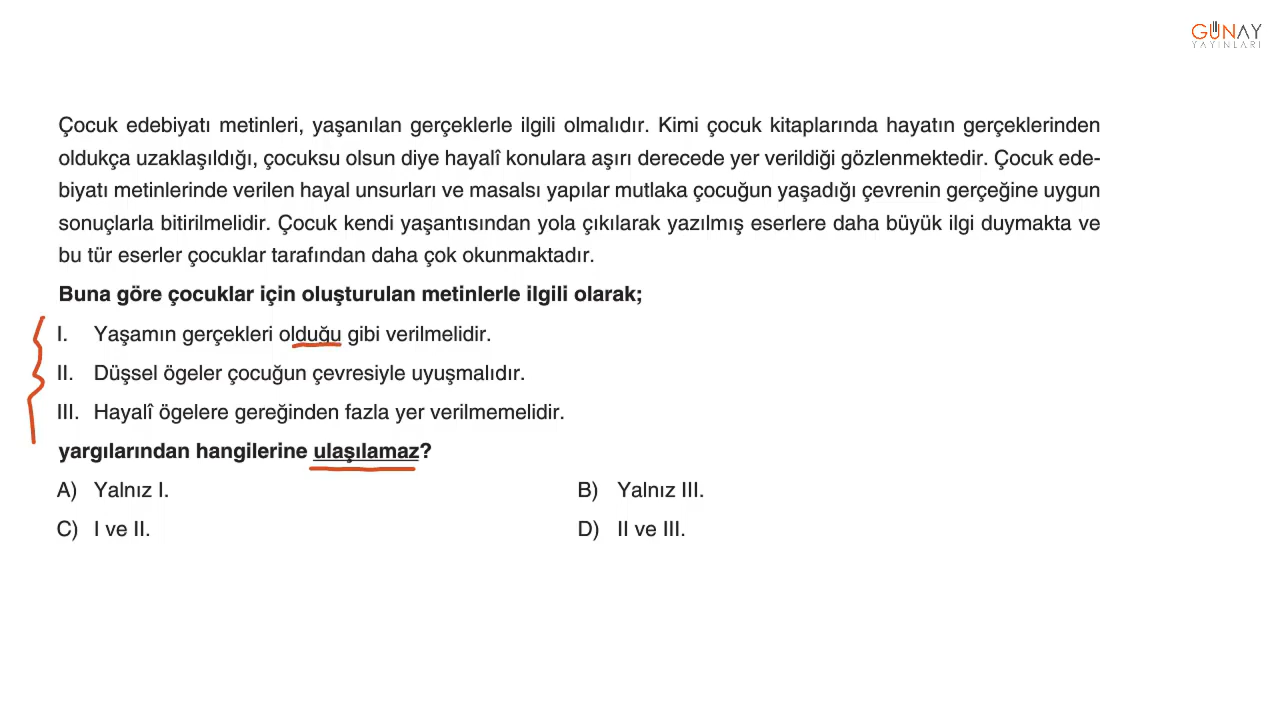 GÜNAY
YAYINLARI
Çocuk edebiyatı metinleri, yaşanılan gerçeklerle ilgili olmalıdır. Kimi çocuk kitaplarında hayatın gerçeklerinden
oldukça uzaklaşıldığı, çocuksu olsun diye hayalî konulara aşırı derecede yer verildiği gözlenmektedir. Çocuk ede-
biyatı metinlerinde verilen hayal unsurları ve masalsı yapılar mutlaka çocuğun yaşadığı çevrenin gerçeğine uygun
sonuçlarla bitirilmelidir. Çocuk kendi yaşantısından yola çıkılarak yazılmış eserlere daha büyük ilgi duymakta ve
bu tür eserler çocuklar tarafından daha çok okunmaktadır.
Buna göre çocuklar için oluşturulan metinlerle ilgili olarak;
I. Yaşamın gerçekleri olduğu gibi verilmelidir.
II. Düşsel ögeler çocuğun çevresiyle uyuşmalıdır.
III. Hayalî ögelere gereğinden fazla yer verilmemelidir.
yargılarından hangilerine ulaşılamaz?
A) Yalnız I. B) Yalnız III.
C) I ve II. D) II ve III.